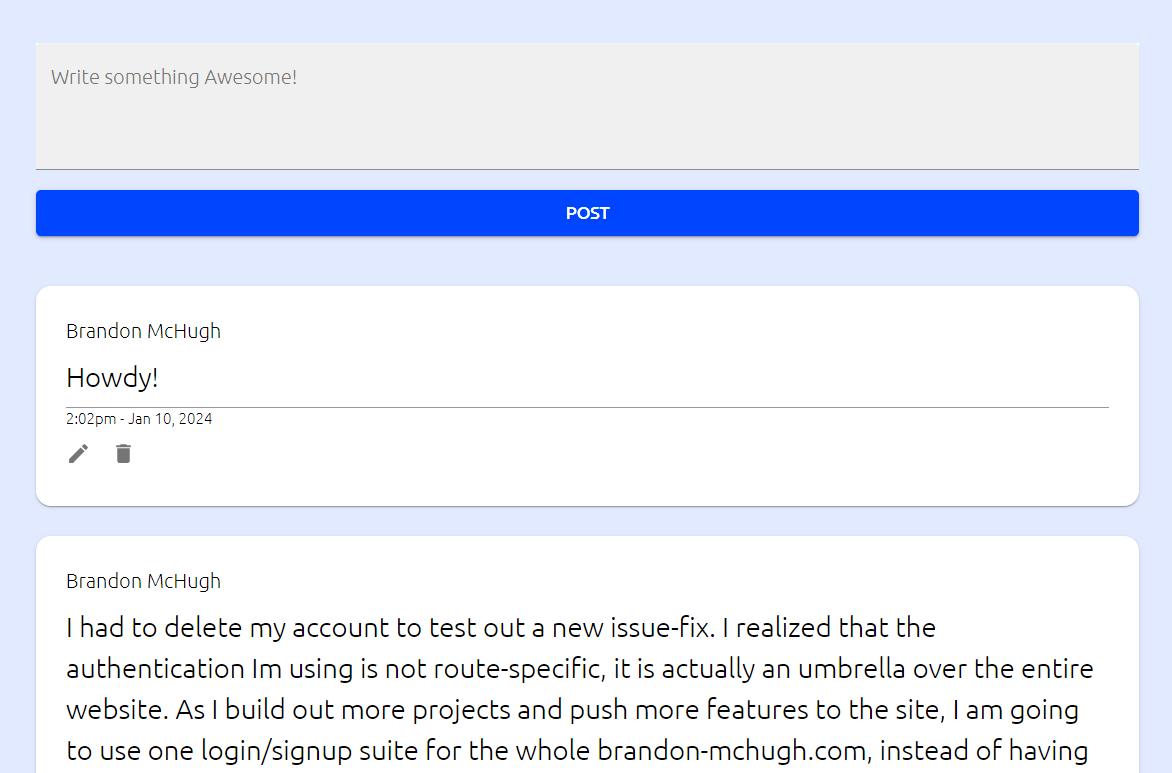 Write something Awesome!
POST
Brandon McHugh
Howdy!
2:02pm - Jan 10, 2024
Brandon McHugh
I had to delete my account to test out a new issue-fix. I realized that the
authentication Im using is not route-specific, it is actually an umbrella over the entire
website. As I build out more projects and push more features to the site, I am going
to use one login/signup suite for the whole brandon-mchugh.com, instead of having